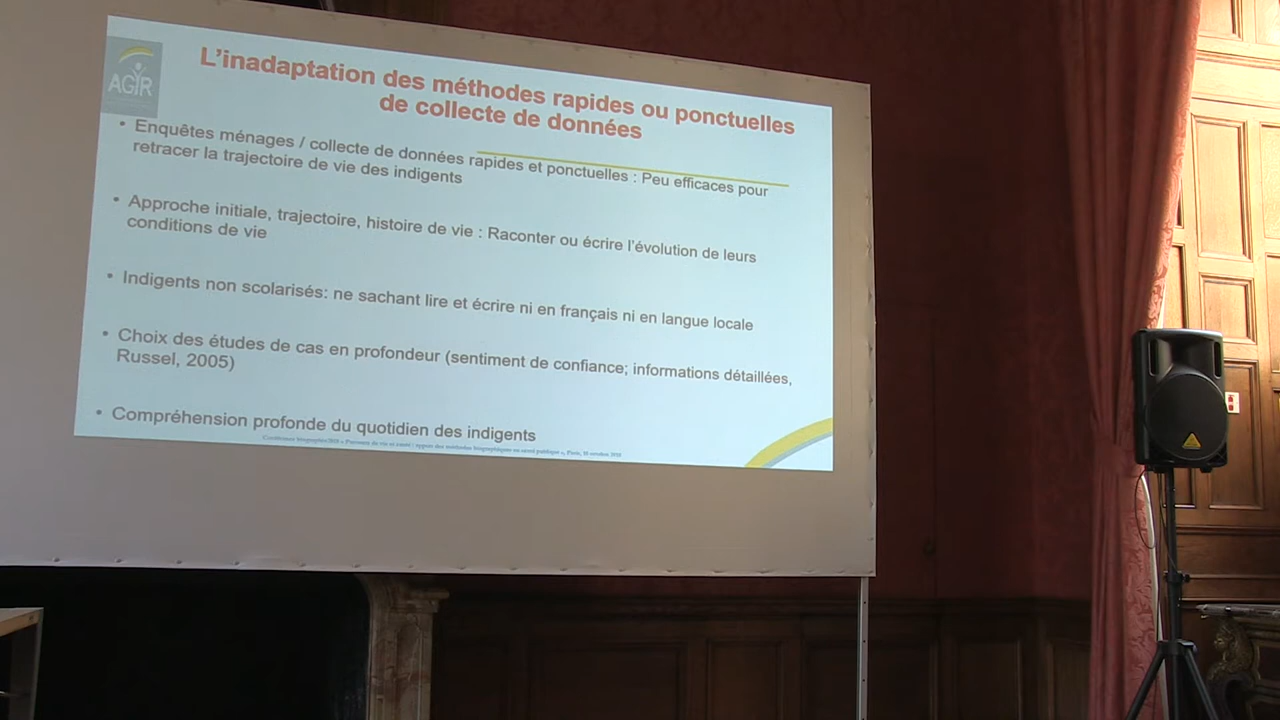 AGIR
L'inadaptation des méthodes rapides ou ponctuelles
de collecte de données
• Enquêtes ménages / collecte de données rapides et ponctuelles : Peu efficaces pour
retracer la trajectoire de vie des indigents
• Approche initiale, trajectoire, histoire de vie : Raconter ou écrire l'évolution de leurs
conditions de vie
• Indigents non scolarisés: ne sachant lire et écrire ni en français ni en langue locale
• Choix des études de cas en profondeur (sentiment de confiance; informations détaillées,
Russel, 2005)
• Compréhension profonde du quotidien des indigents